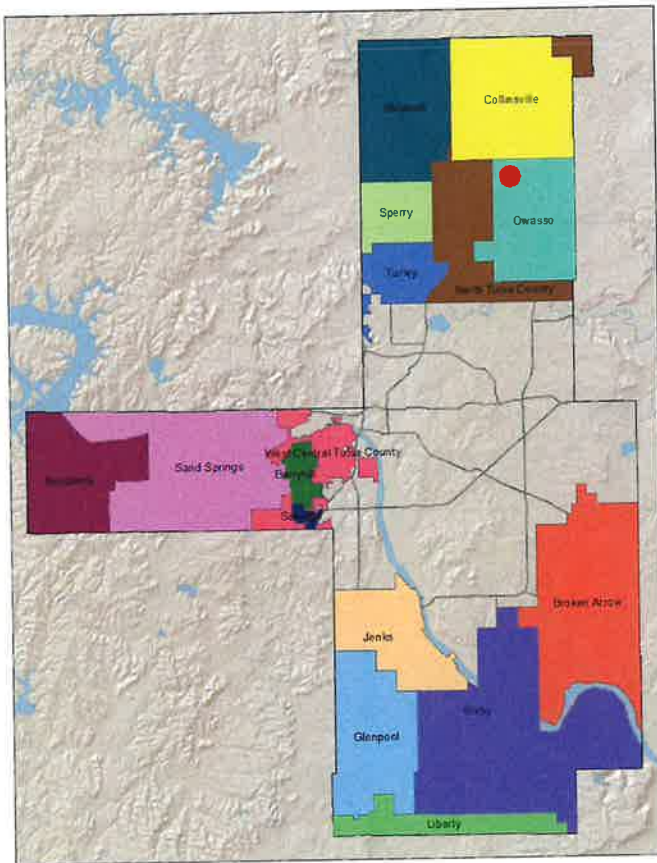 Collinsville
Sperry
Owasso
Turley
North Tulsa County
West Central Tulsa County
Sand Springs
Berryhill
Broken Arrow
Jenks
Bixby
Glenpool
Liberty